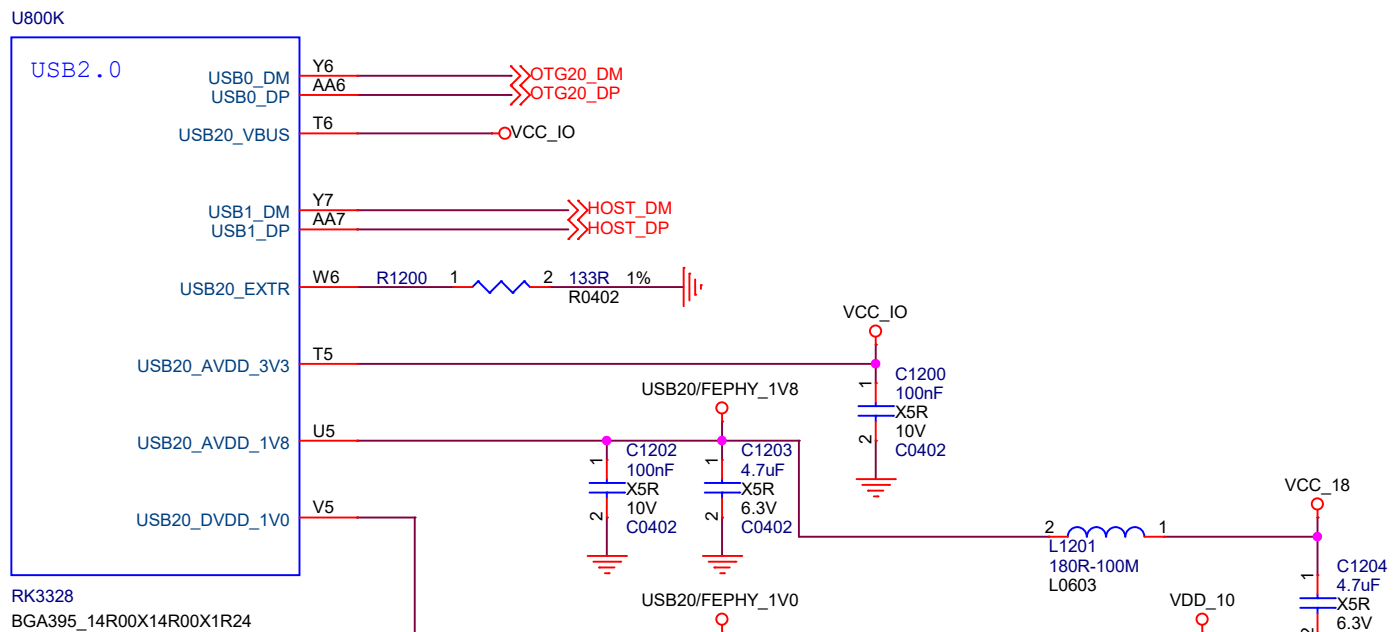 U800K
USB2.0
USB0_DM
Y6
OTG20_DM
USB0_DP
AA6
OTG20_DP
USB20_VBUS
T6
VCC_IO
USB1_DM
Y7
HOST_DM
USB1_DP
AA7
HOST_DP
USB20_EXTR
W6
R1200
1
2
133R
1%
R0402
VCC_IO
USB20_AVDD_3V3
T5
1
C1200
100nF
X5R
10V
2
C0402
USB20/FEPHY_1V8
USB20_AVDD_1V8
U5
1
C1202
100nF
X5R
10V
2
C0402
1
C1203
4.7uF
X5R
6.3V
2
C0402
VCC_18
USB20_DVDD_1V0
V5
2
1
L1201
180R-100M
L0603
1
C1204
4.7uF
X5R
6.3V
2
RK3328
BGA395_14R00X14R00X1R24
USB20/FEPHY_1V0
VDD_10